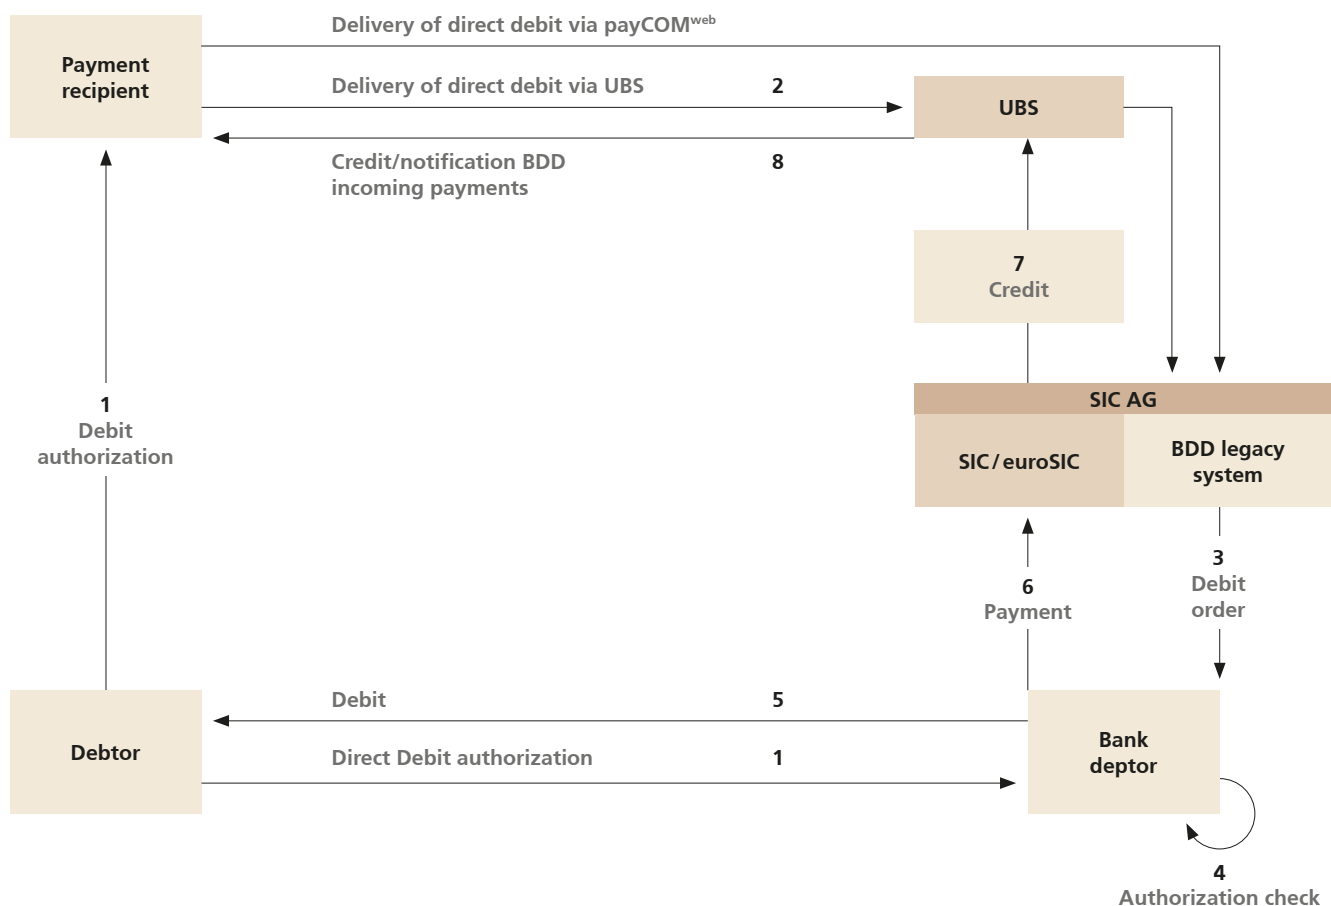 Delivery of direct debit via payCOMweb
Payment
recipient
Delivery of direct debit via UBS 2
UBS
Credit/notification BDD 8
incoming payments
7
Credit
1
Debit
authorization
SIC AG
SIC/euroSIC
BDD legacy
system
6
Payment
3
Debit
order
Debit 5
Debtor
Direct Debit authorization 1
Bank
deptor
4
Authorization check